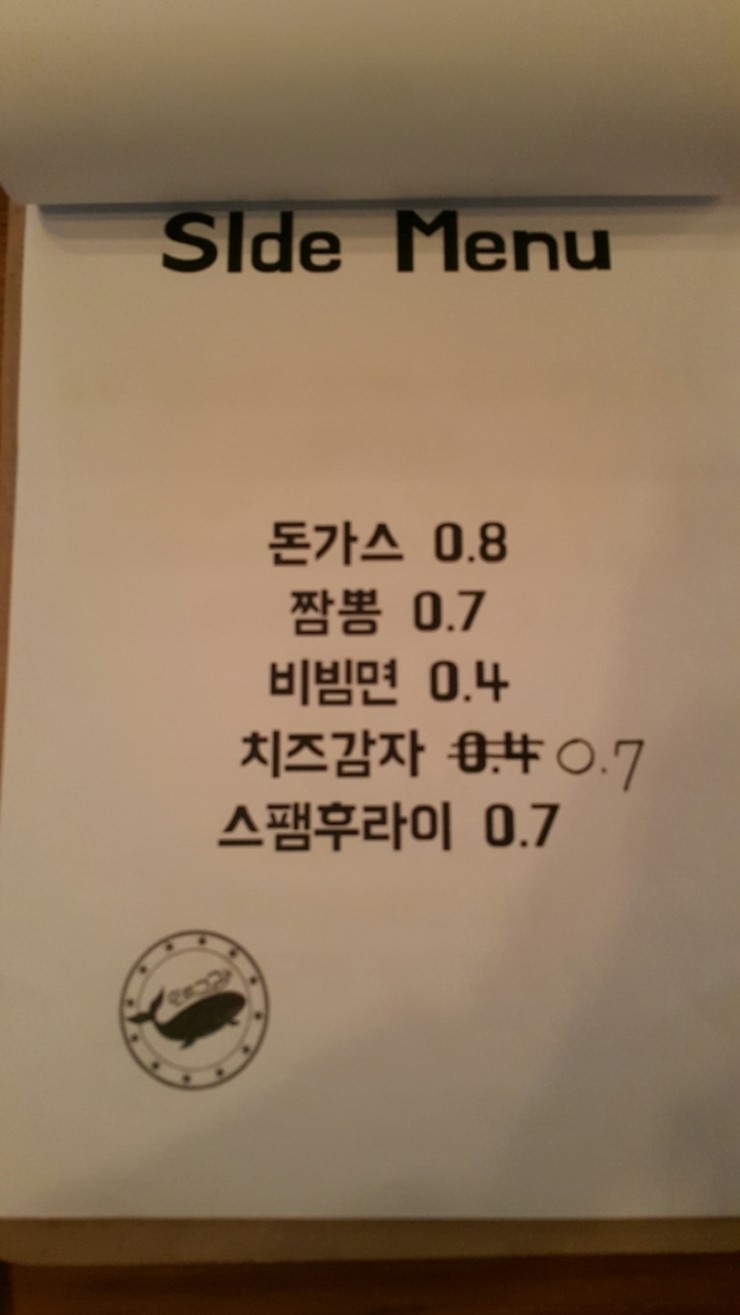 SIde Menu
돈가스 0.8
짬뽕 0.7
비빔면 0.4
치즈감자 0.4 0.7
스팸후라이 0.7